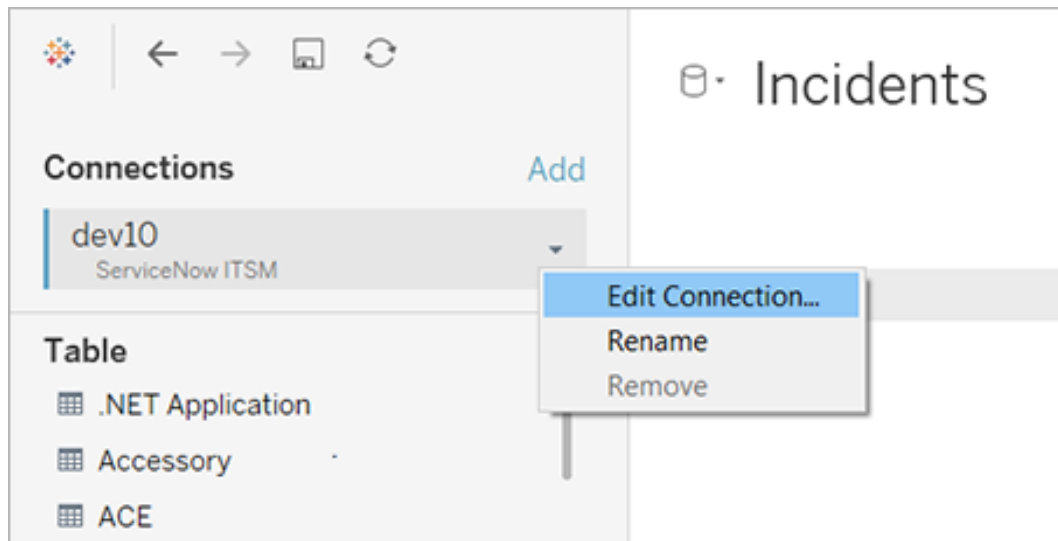 Incidents
Connections Add
dev10
ServiceNow ITSM
Edit Connection...
Rename
Remove
Table
.NET Application
Accessory
ACE